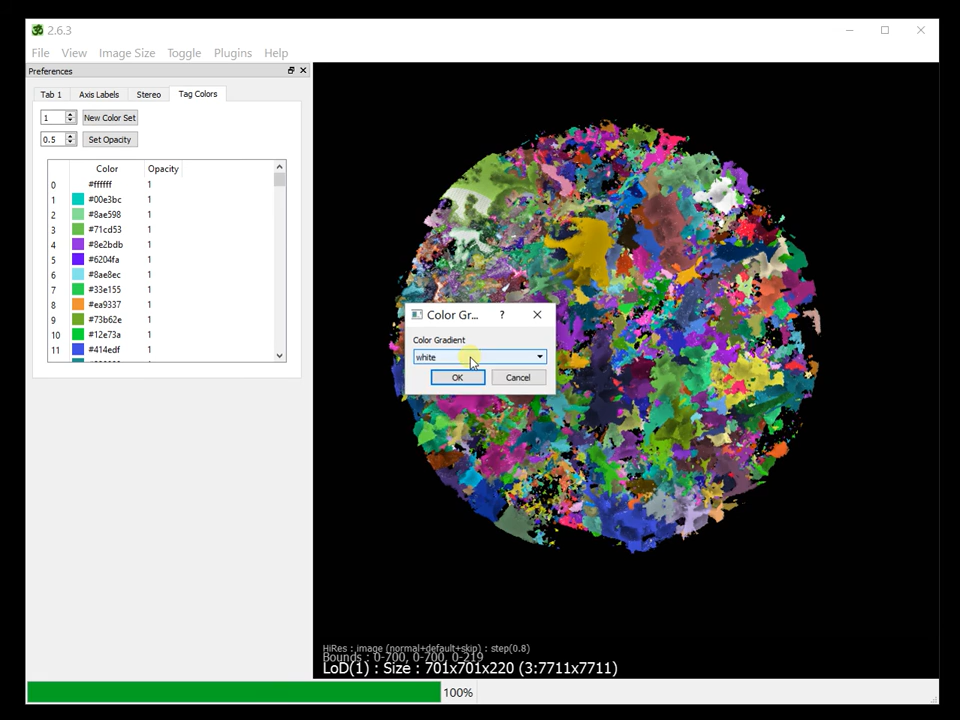 2.6.3
File View Image Size Toggle Plugins Help
Preferences
Tab 1 Axis Labels Stereo Tag Colors
1 New Color Set
0.5 Set Opacity
Color Opacity
0 #ffffff 1
1 #00e3bc 1
2 #8ae598 1
3 #71cd53 1
4 #8e2bdb 1
5 #6204fa 1
6 #8ae8ec 1
7 #33e155 1
8 #ea9337 1
9 #73b62e 1
10 #12e73a 1
11 #414edf 1
Color Gr... ?
Color Gradient
white
OK Cancel
HiRes : image (normal+default+skip) : step(0.8)
Bounds : 0-700, 0-700, 0-219
LoD(1) : Size : 701x701x220 (3:7711x7711)
100%